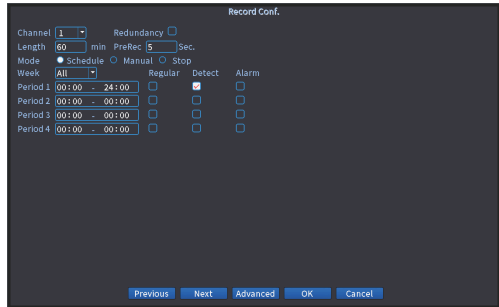 Record Conf.
Channel 1 Redundancy
Length 60 min PreRec 5 Sec.
Mode Schedule Manual Stop
Week All Regular Detect Alarm
Period 1 00:00 - 24:00
Period 2 00:00 - 00:00
Period 3 00:00 - 00:00
Period 4 00:00 - 00:00
Previous Next Advanced OK Cancel